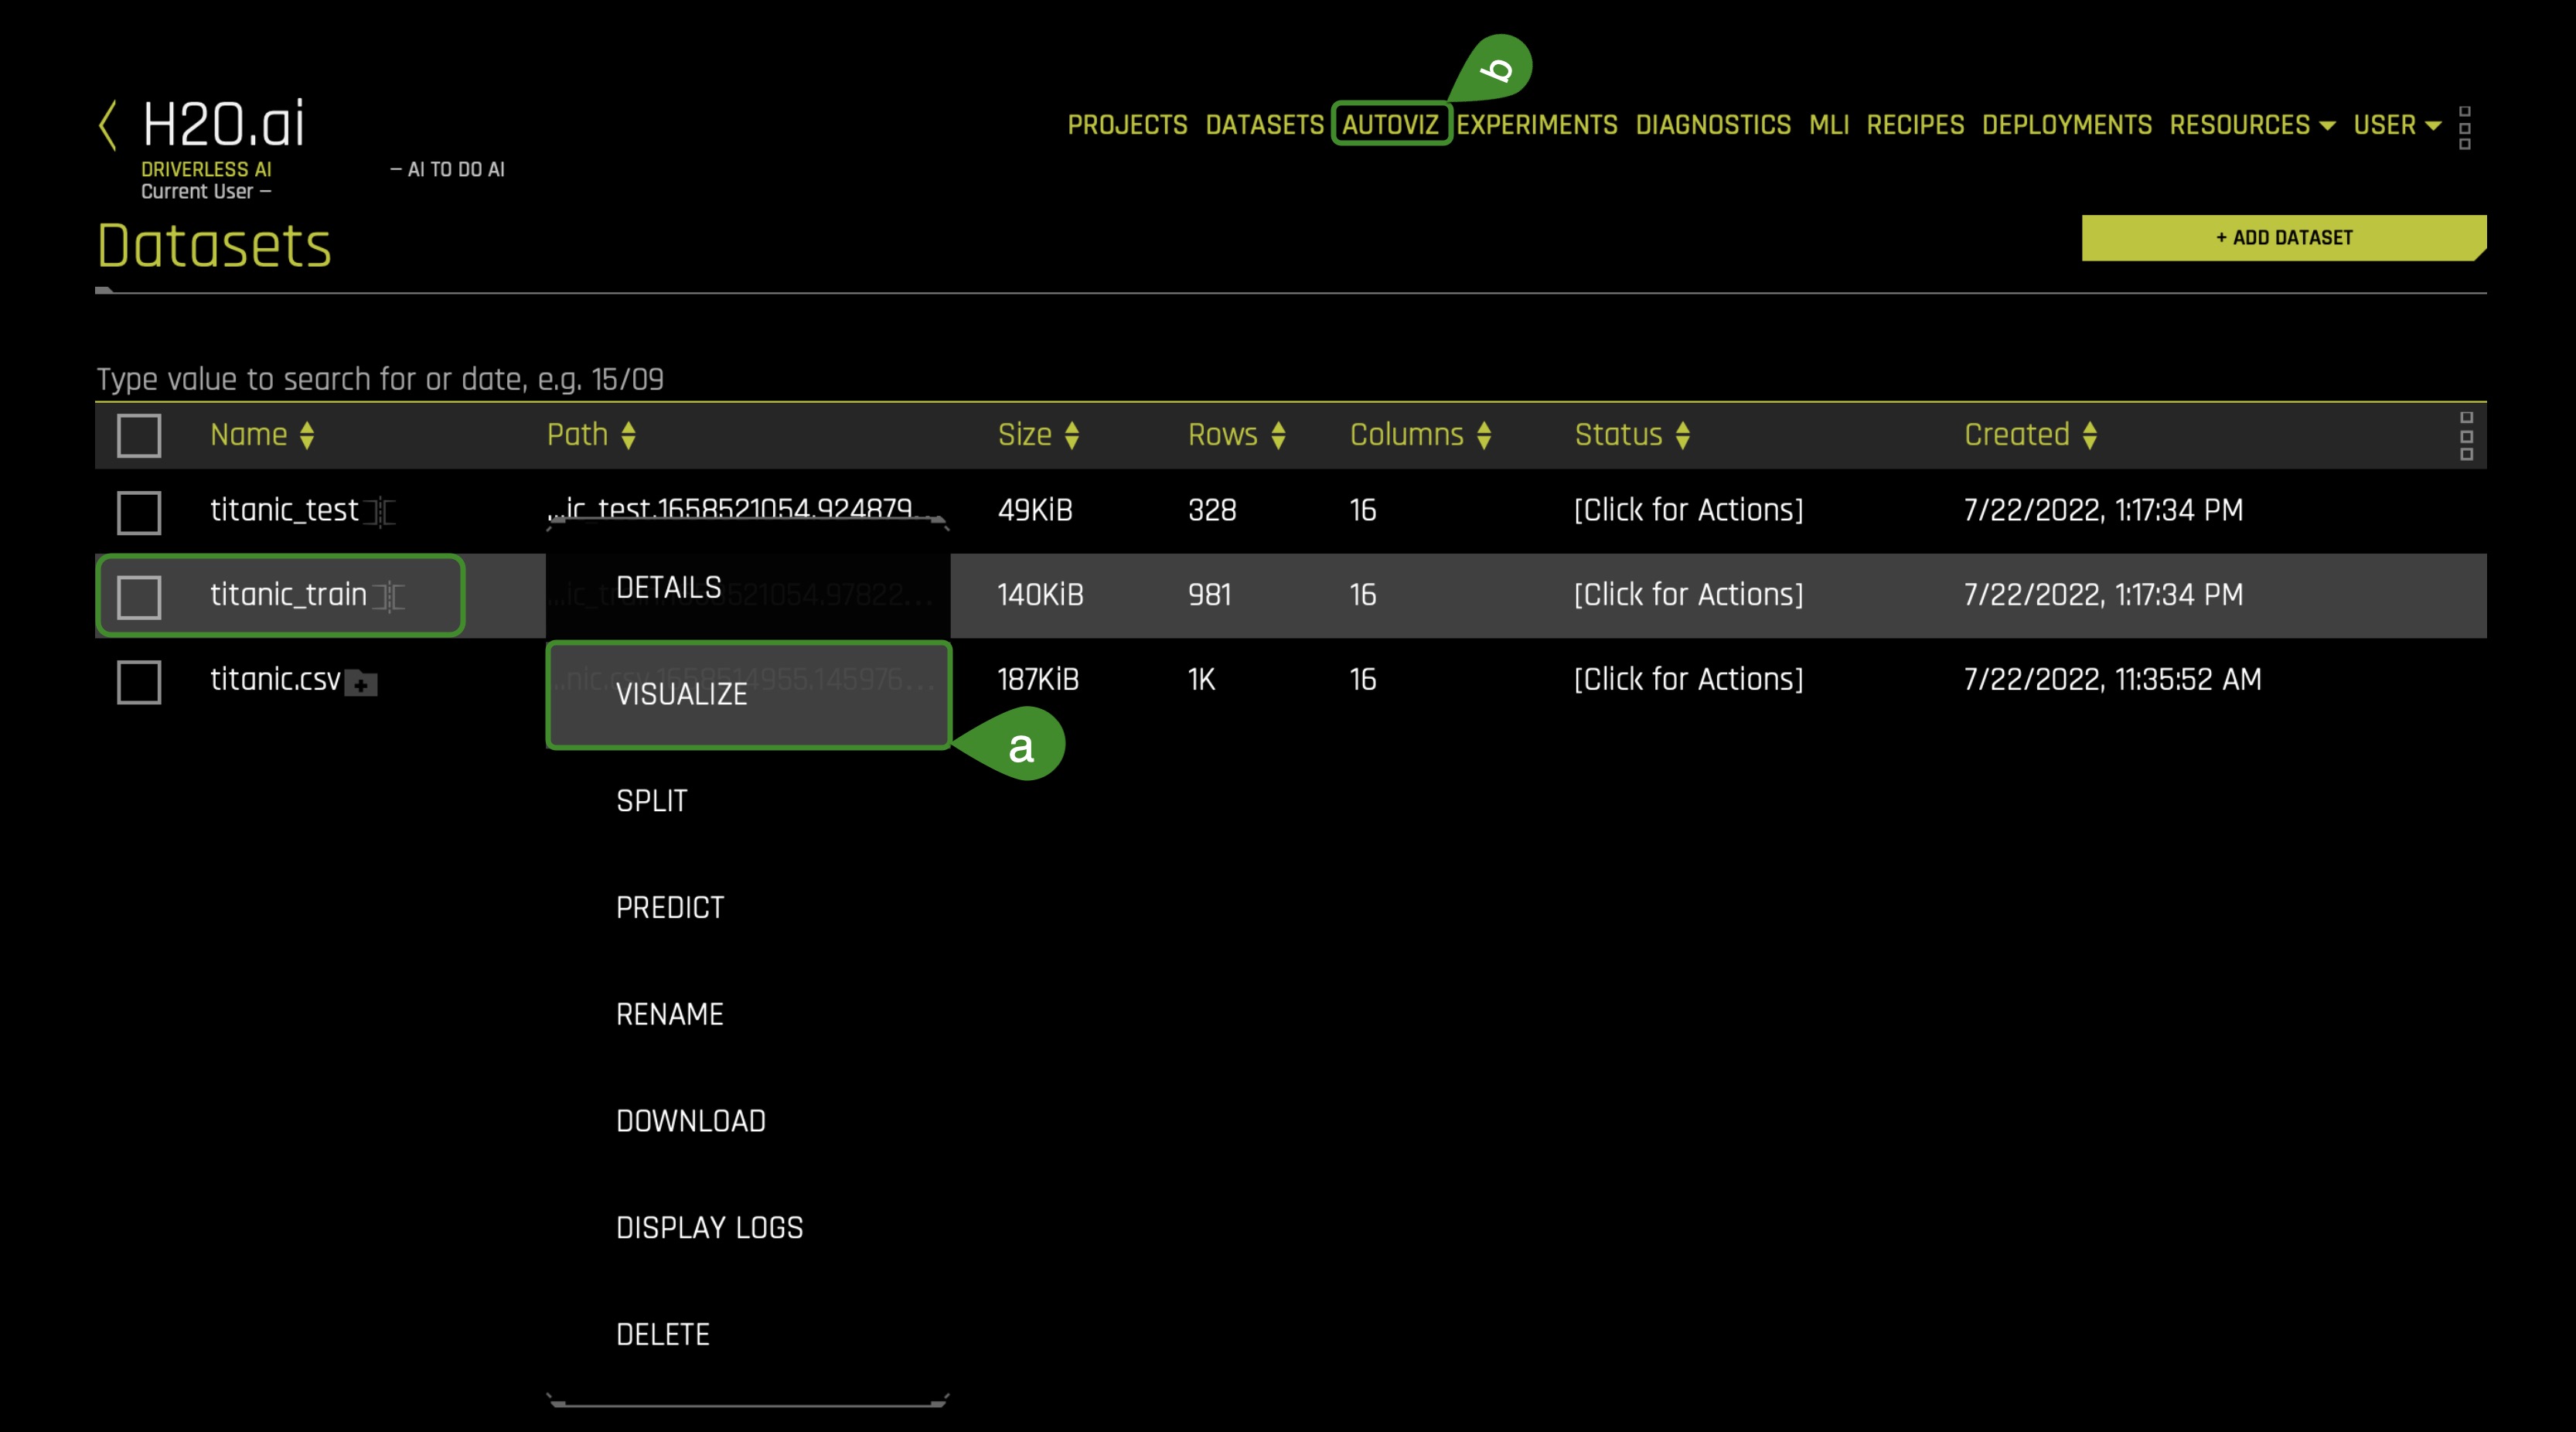 b
H2O.ai
PROJECTS DATASETS AUTOVIZ EXPERIMENTS DIAGNOSTICS MLI RECIPES DEPLOYMENTS RESOURCES USER
DRIVERLESS AI — AI TO DO AI
Current User —
Datasets
+ ADD DATASET
Type value to search for or date, e.g. 15/09
Name Path Size Rows Columns Status Created
titanic_test ...ic_test.1658521054.924879... 49KiB 328 16 [Click for Actions] 7/22/2022, 1:17:34 PM
titanic_train 140KiB 981 16 [Click for Actions] 7/22/2022, 1:17:34 PM
DETAILS
titanic.csv ...nic.csv.1658514955.145976... 187KiB 1K 16 [Click for Actions] 7/22/2022, 11:35:52 AM
VISUALIZE
a
SPLIT
PREDICT
RENAME
DOWNLOAD
DISPLAY LOGS
DELETE